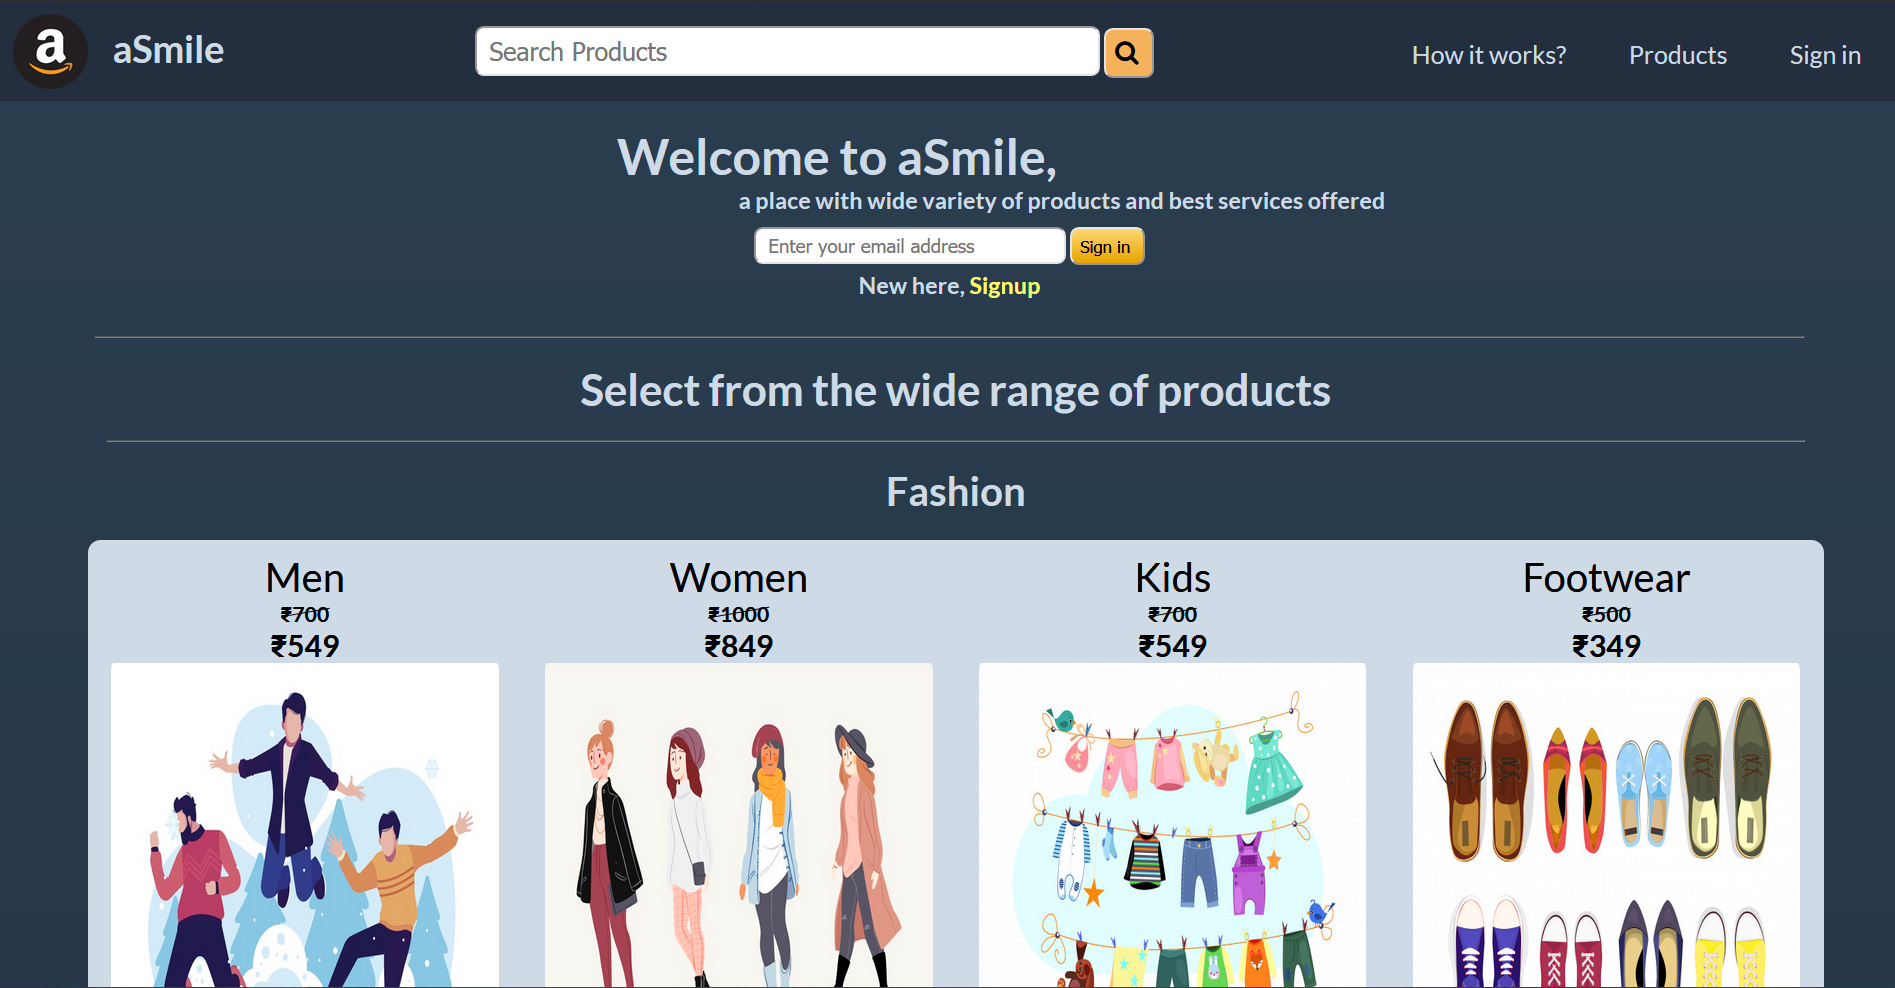 a aSmile
Search Products
How it works? Products Sign in
Welcome to aSmile,
a place with wide variety of products and best services offered
Enter your email address Sign in
New here, Signup
Select from the wide range of products
Fashion
Men
₹700
₹549
Women
₹1000
₹849
Kids
₹700
₹549
Footwear
₹500
₹349